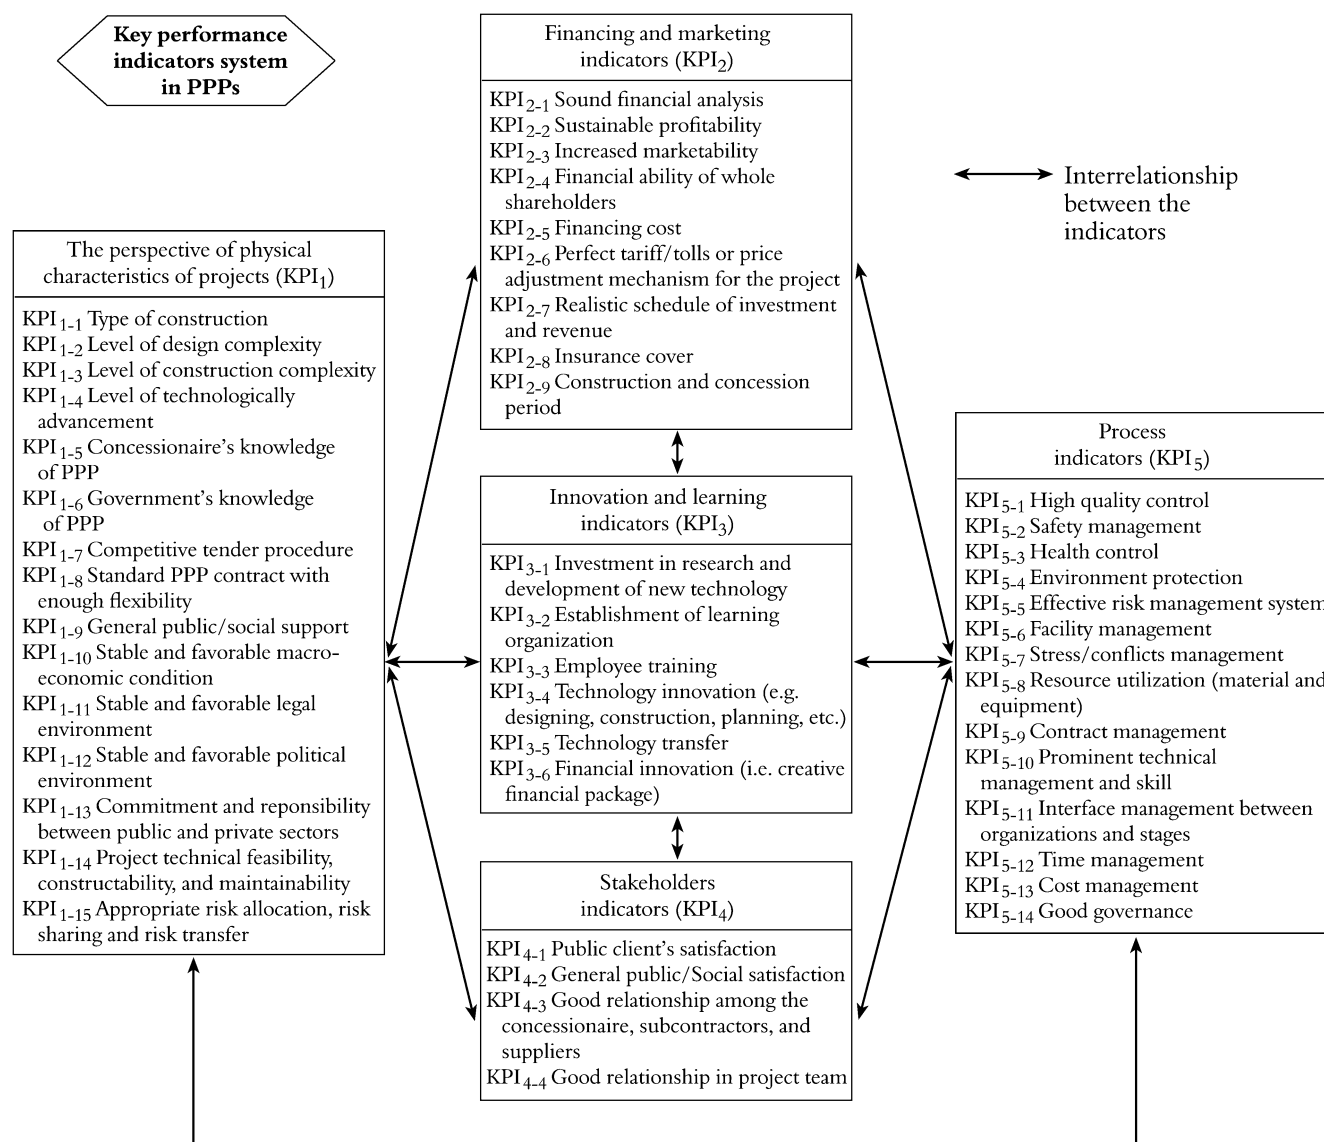 Key performance
indicators system
in PPPs
Financing and marketing
indicators (KPI2)
KPI2-1 Sound financial analysis
KPI2-2 Sustainable profitability
KPI2-3 Increased marketability
KPI2-4 Financial ability of whole
shareholders
KPI2-5 Financing cost
KPI2-6 Perfect tariff/tolls or price
adjustment mechanism for the project
KPI2-7 Realistic schedule of investment
and revenue
KPI2-8 Insurance cover
KPI2-9 Construction and concession
period
Interrelationship
between the
indicators
The perspective of physical
characteristics of projects (KPI1)
KPI1-1 Type of construction
KPI1-2 Level of design complexity
KPI1-3 Level of construction complexity
KPI1-4 Level of technologically
advancement
KPI1-5 Concessionaire's knowledge
of PPP
KPI1-6 Government's knowledge
of PPP
KPI1-7 Competitive tender procedure
KPI1-8 Standard PPP contract with
enough flexibility
KPI1-9 General public/social support
KPI1-10 Stable and favorable macro-
economic condition
KPI1-11 Stable and favorable legal
environment
KPI1-12 Stable and favorable political
environment
KPI1-13 Commitment and reponsibility
between public and private sectors
KPI1-14 Project technical feasibility,
constructability, and maintainability
KPI1-15 Appropriate risk allocation, risk
sharing and risk transfer
Innovation and learning
indicators (KPI3)
KPI3-1 Investment in research and
development of new technology
KPI3-2 Establishment of learning
organization
KPI3-3 Employee training
KPI3-4 Technology innovation (e.g.
designing, construction, planning, etc.)
KPI3-5 Technology transfer
KPI3-6 Financial innovation (i.e. creative
financial package)
Stakeholders
indicators (KPI4)
KPI4-1 Public client's satisfaction
KPI4-2 General public/Social satisfaction
KPI4-3 Good relationship among the
concessionaire, subcontractors, and
suppliers
KPI4-4 Good relationship in project team
Process
indicators (KPI5)
KPI5-1 High quality control
KPI5-2 Safety management
KPI5-3 Health control
KPI5-4 Environment protection
KPI5-5 Effective risk management system
KPI5-6 Facility management
KPI5-7 Stress/conflicts management
KPI5-8 Resource utilization (material and
equipment)
KPI5-9 Contract management
KPI5-10 Prominent technical
management and skill
KPI5-11 Interface management between
organizations and stages
KPI5-12 Time management
KPI5-13 Cost management
KPI5-14 Good governance